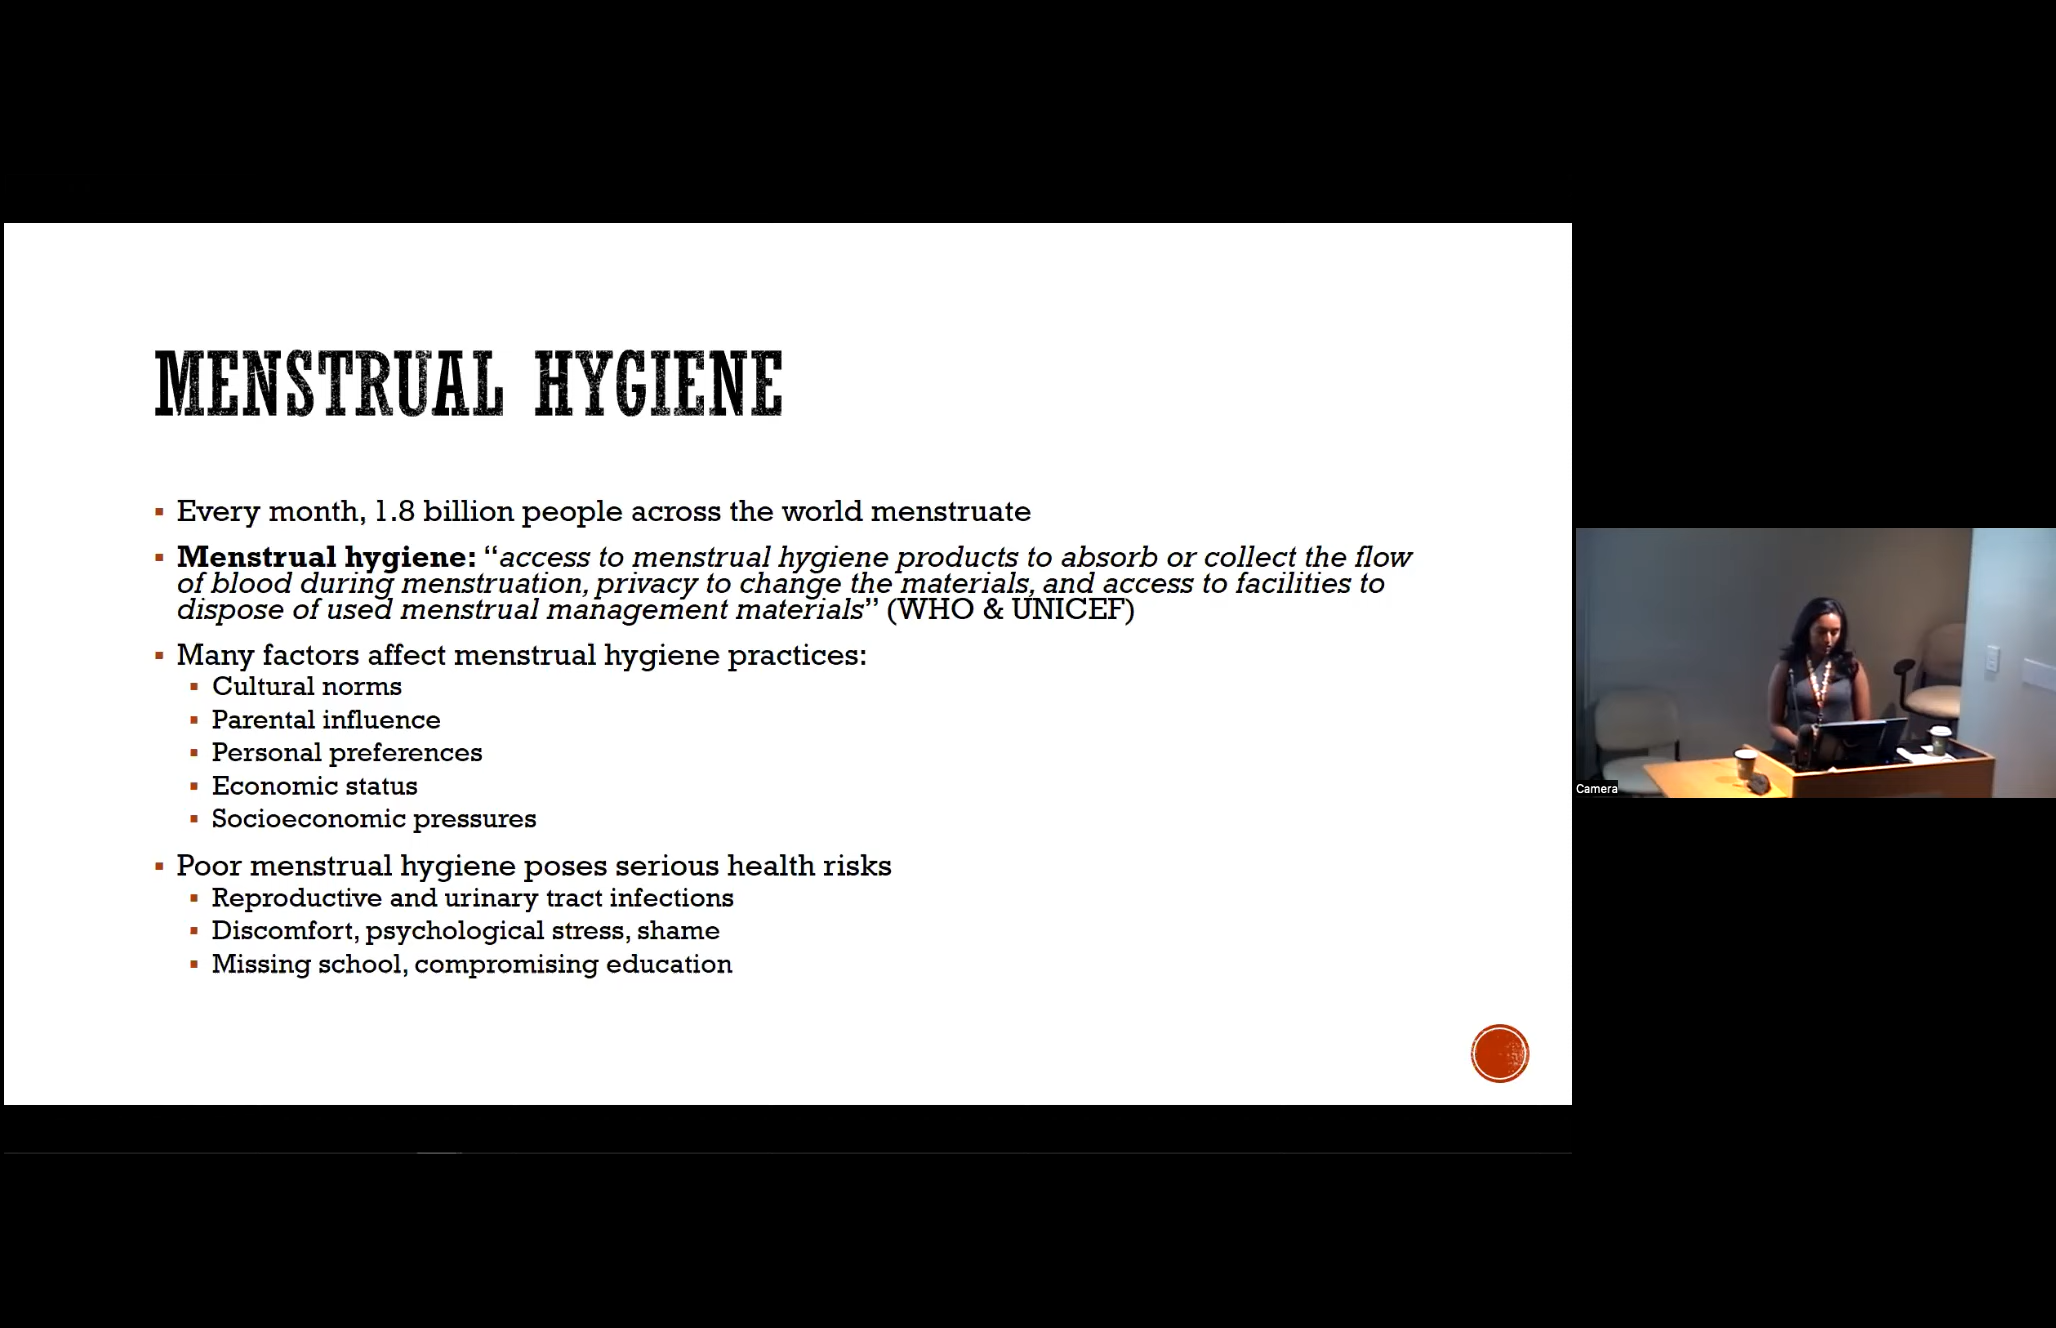 MENSTRUAL HYGIENE
▪ Every month, 1.8 billion people across the world menstruate
▪ Menstrual hygiene: “access to menstrual hygiene products to absorb or collect the flow
of blood during menstruation, privacy to change the materials, and access to facilities to
dispose of used menstrual management materials” (WHO & UNICEF)
▪ Many factors affect menstrual hygiene practices:
▪ Cultural norms
▪ Parental influence
▪ Personal preferences
▪ Economic status
▪ Socioeconomic pressures
▪ Poor menstrual hygiene poses serious health risks
▪ Reproductive and urinary tract infections
▪ Discomfort, psychological stress, shame
▪ Missing school, compromising education
Camera